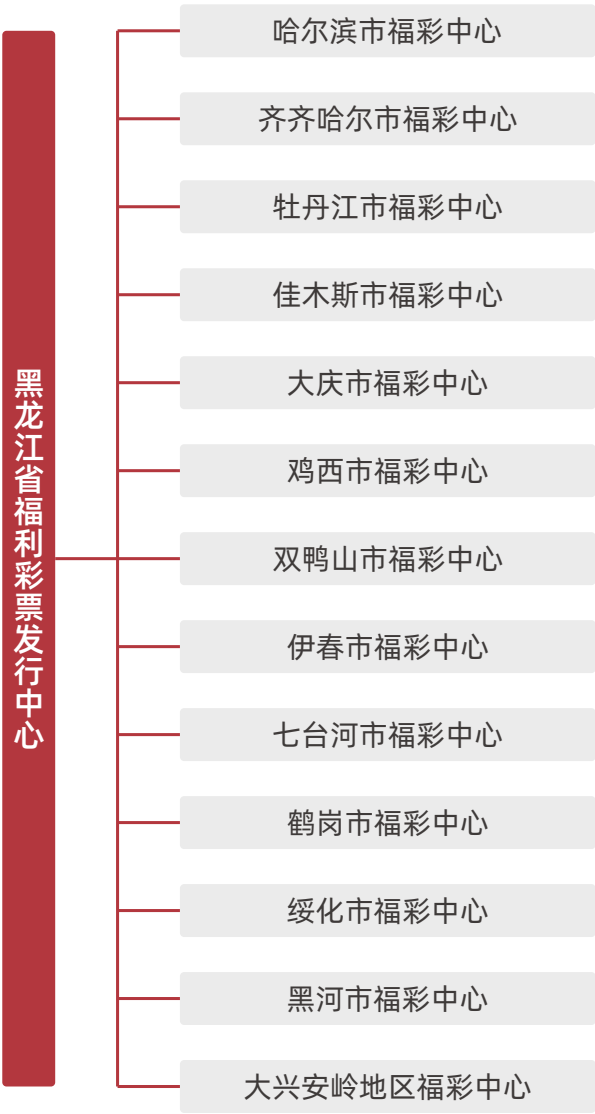 黑龙江省福利彩票发行中心
哈尔滨市福彩中心
齐齐哈尔市福彩中心
牡丹江市福彩中心
佳木斯市福彩中心
大庆市福彩中心
鸡西市福彩中心
双鸭山市福彩中心
伊春市福彩中心
七台河市福彩中心
鹤岗市福彩中心
绥化市福彩中心
黑河市福彩中心
大兴安岭地区福彩中心